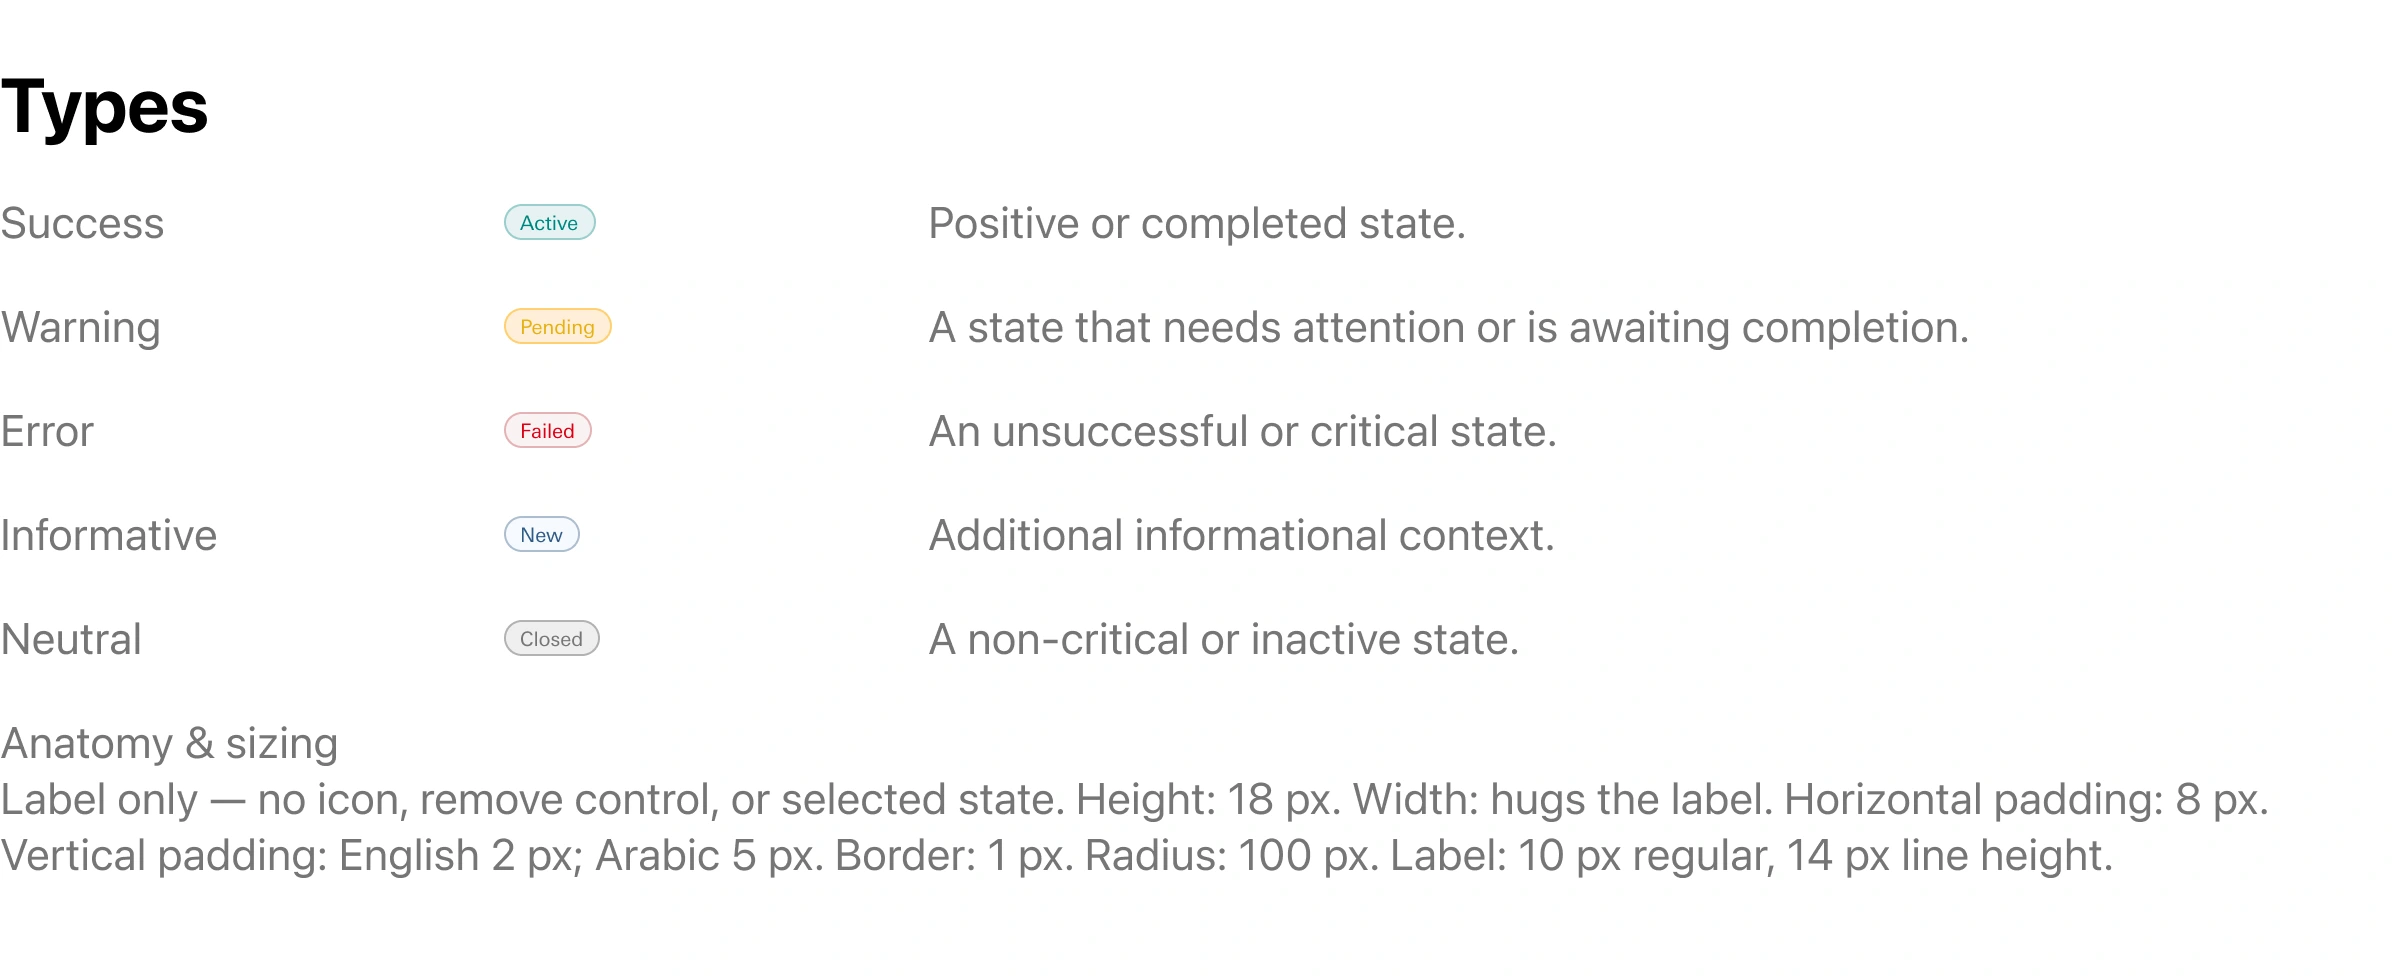 Types
Success Active Positive or completed state.
Warning Pending A state that needs attention or is awaiting completion.
Error Failed An unsuccessful or critical state.
Informative New Additional informational context.
Neutral Closed A non-critical or inactive state.
Anatomy & sizing
Label only — no icon, remove control, or selected state. Height: 18 px. Width: hugs the label. Horizontal padding: 8 px.
Vertical padding: English 2 px; Arabic 5 px. Border: 1 px. Radius: 100 px. Label: 10 px regular, 14 px line height.